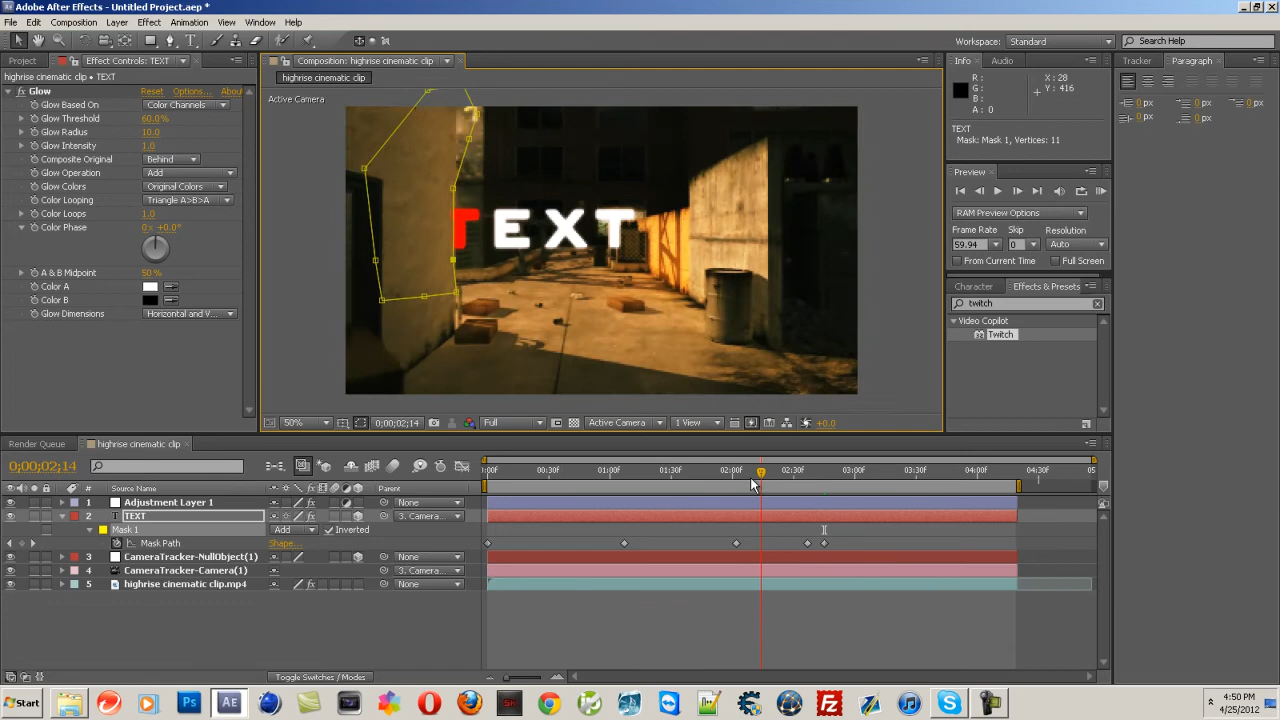 Adobe After Effects - Untitled Project.aep *
File Edit Composition Layer Effect Animation View Window Help
Workspace: Standard Search Help
Project Effect Controls: TEXT
highrise cinematic clip • TEXT
Glow Reset Options... Abou
Glow Based On Color Channels
Glow Threshold 60.0%
Glow Radius 10.0
Glow Intensity 1.0
Composite Original Behind
Glow Operation Add
Glow Colors Original Colors
Color Looping Triangle A>B>A
Color Loops 1.0
Color Phase 0x +0.0°
A & B Midpoint 50 %
Color A
Color B
Glow Dimensions Horizontal and V...
Composition: highrise cinematic clip
highrise cinematic clip
Active Camera
TEXT
50% 0;00;02;14 Full Active Camera 1 View +0.0
Info Audio
R: X: 28
G: Y: 416
B:
A: 0
TEXT
Mask: Mask 1, Vertices: 11
Preview
RAM Preview Options
Frame Rate Skip Resolution
59.94 0 Auto
From Current Time Full Screen
Character Effects & Presets
twitch
Video Copilot
Twitch
Tracker Paragraph
0 px 0 px 0 px
0 px 0 px
Render Queue highrise cinematic clip
0;00;02;14
:00F 00:30F 01:00F 01:30F 02:00F 02:30F 03:00F 03:30F 04:00F 04:30F 05
# Source Name Parent
1 Adjustment Layer 1 None
2 T TEXT 3. Camera...
Mask 1 Add Inverted
Mask Path Shape...
3 CameraTracker-NullObject(1) None
4 CameraTracker-Camera(1) 3. Camera...
5 highrise cinematic clip.mp4 None
Toggle Switches / Modes
Start Ps Ae Sh Fz 4:50 PM
4/25/2012